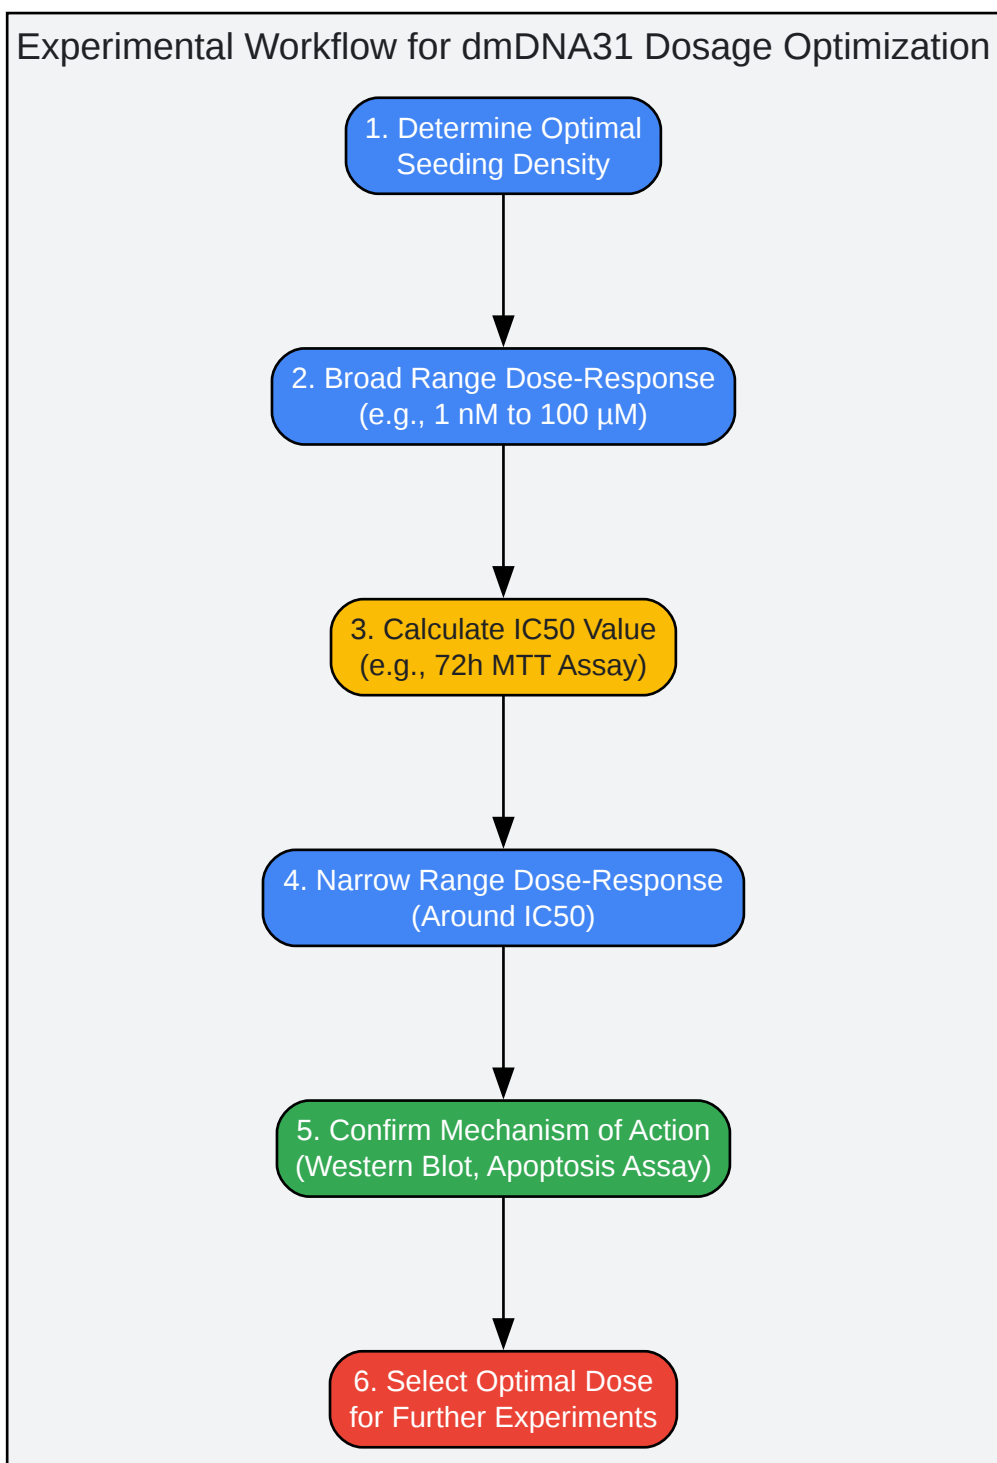 Experimental Workflow for dmDNA31 Dosage Optimization
1. Determine Optimal
Seeding Density
2. Broad Range Dose-Response
(e.g., 1 nM to 100 µM)
3. Calculate IC50 Value
(e.g., 72h MTT Assay)
4. Narrow Range Dose-Response
(Around IC50)
5. Confirm Mechanism of Action
(Western Blot, Apoptosis Assay)
6. Select Optimal Dose
for Further Experiments